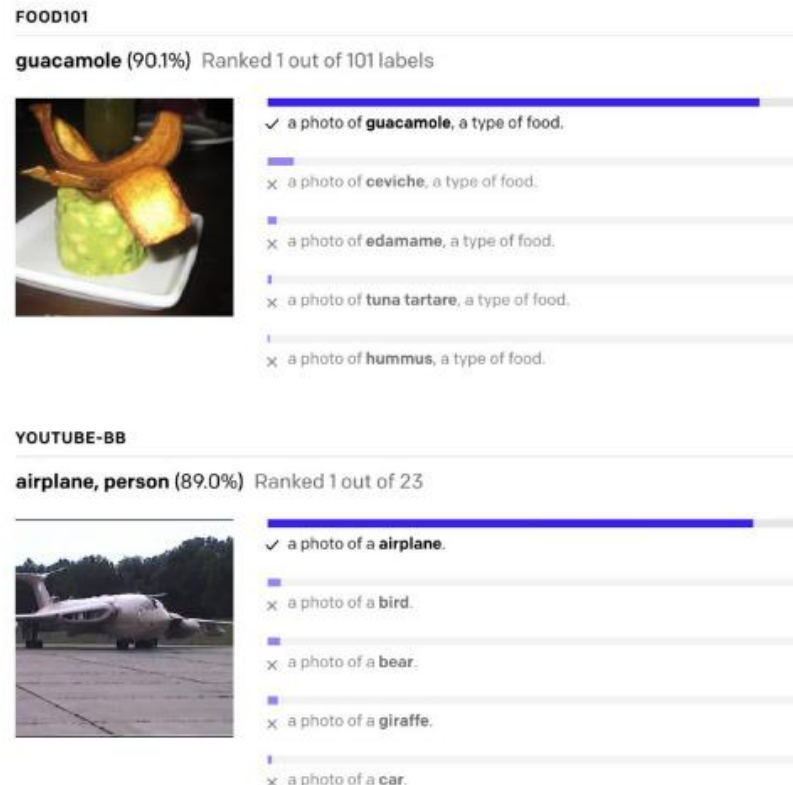 FOOD101
guacamole (90.1%) Ranked 1 out of 101 labels
✓ a photo of guacamole, a type of food.
× a photo of ceviche, a type of food.
× a photo of edamame, a type of food.
× a photo of tuna tartare, a type of food.
× a photo of hummus, a type of food.
YOUTUBE-BB
airplane, person (89.0%) Ranked 1 out of 23
✓ a photo of a airplane.
× a photo of a bird.
× a photo of a bear.
× a photo of a giraffe.
× a photo of a car.